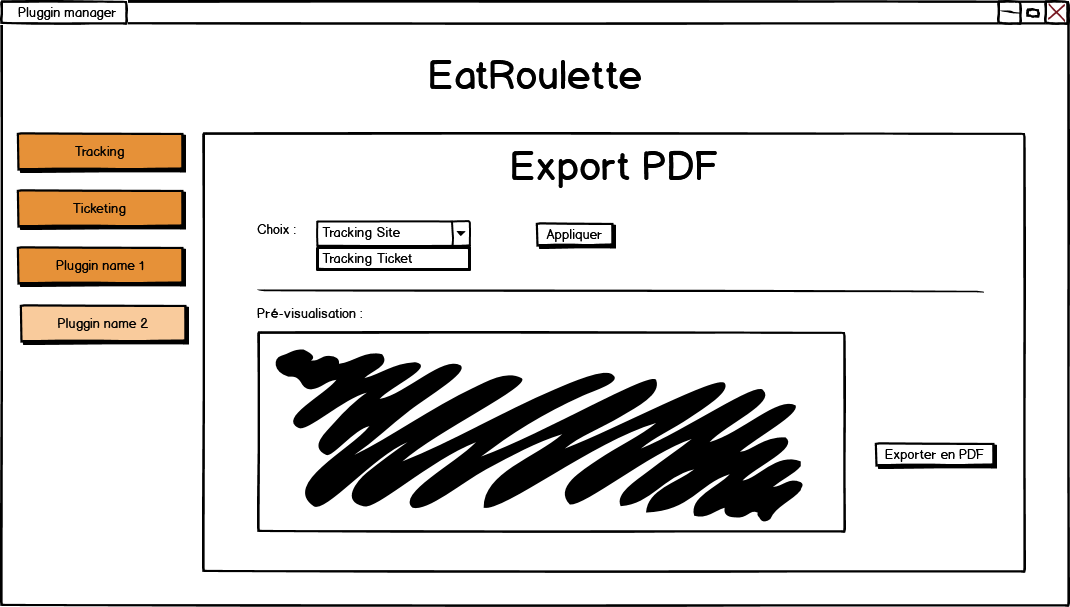 Pluggin manager
EatRoulette
Tracking
Ticketing
Pluggin name 1
Pluggin name 2
Export PDF
Choix :
Tracking Site
Appliquer
Tracking Ticket
Pré-visualisation :
Exporter en PDF